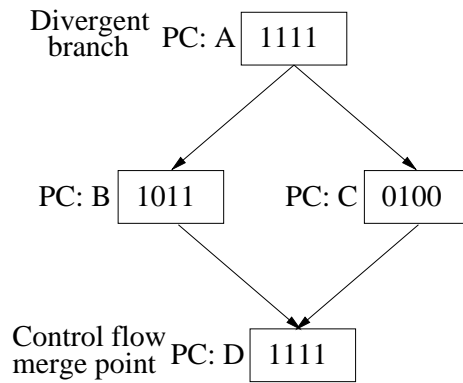 Divergent
branch
PC: A 1111
PC: B 1011
PC: C 0100
Control flow
merge point
PC: D 1111